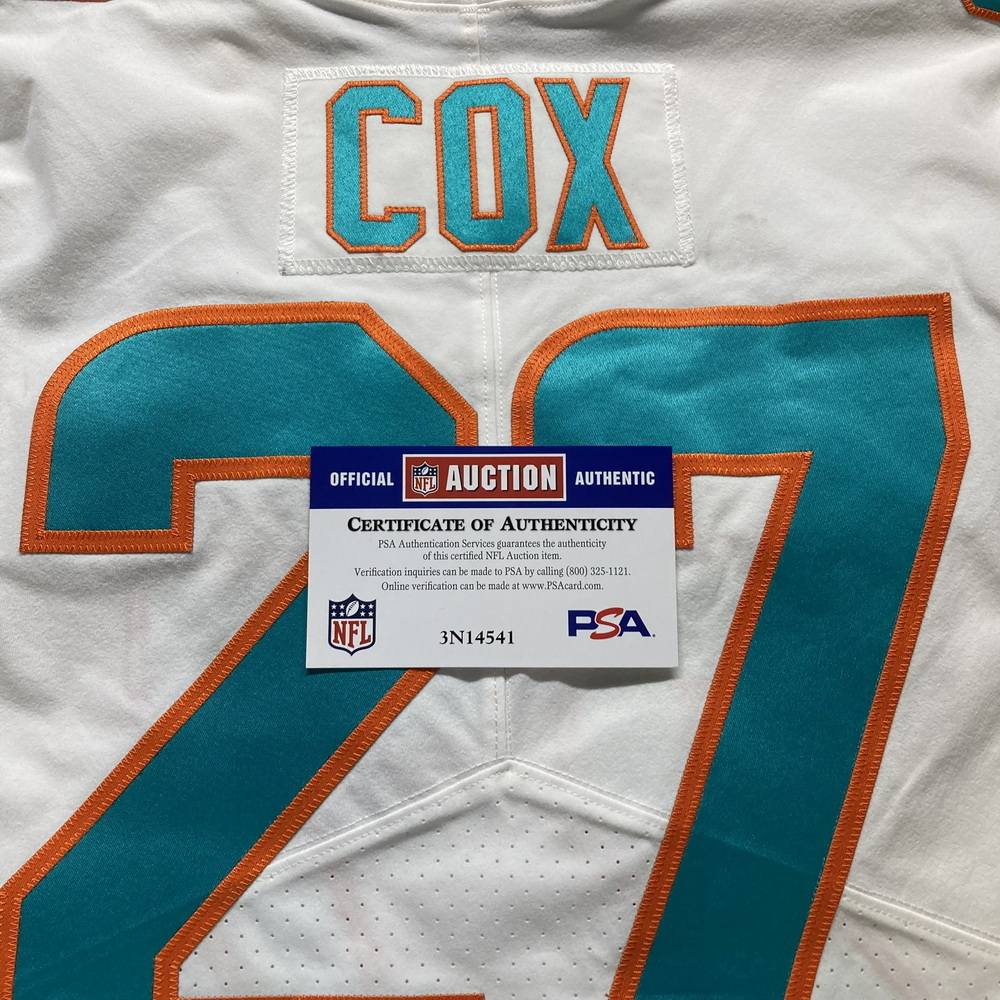 COX
27
OFFICIAL NFL AUCTION AUTHENTIC
CERTIFICATE OF AUTHENTICITY
PSA Authentication Services guarantees the authenticity
of this certified NFL Auction item.
Verification inquiries can be made to PSA by calling (800) 325-1121.
Online verification can be made at www.PSAcard.com.
NFL
3N14541
PSA